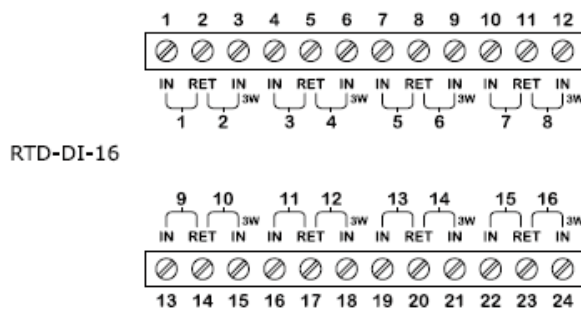 1 2 3 4 5 6 7 8 9 10 11 12
IN RET IN IN RET IN IN RET IN IN RET IN
3W 3W 3W 3W
1 2 3 4 5 6 7 8
RTD-DI-16
9 10 11 12 13 14 15 16
3W 3W 3W 3W
IN RET IN IN RET IN IN RET IN IN RET IN
13 14 15 16 17 18 19 20 21 22 23 24